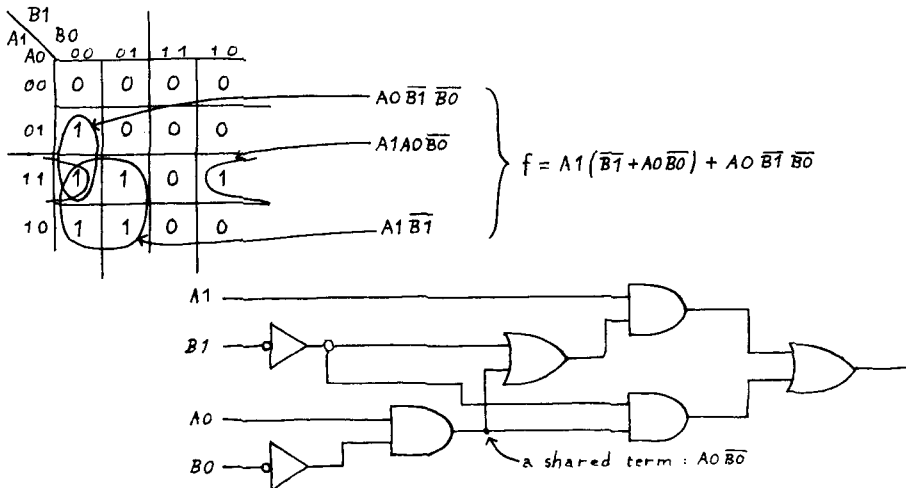 B1
A1 B0
A0 00 01 11 10
00 0 0 0 0
01 1 0 0 0
11 1 1 0 1
10 1 1 0 0
A0 B̅1̅ B̅0̅
A1A0B̅0̅
A1 B̅1̅
f = A1(B̅1̅+A0B̅0̅) + A0 B̅1̅ B̅0̅
A1
B1
A0
B0
a shared term : A0B̅0̅